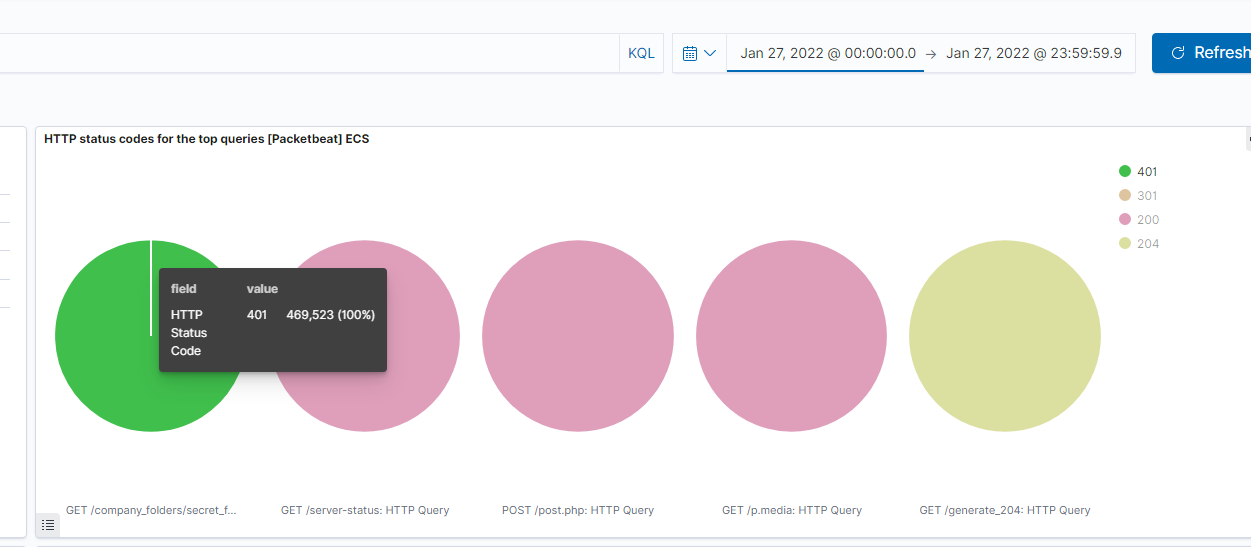 KQL
Jan 27, 2022 @ 00:00:00.0 → Jan 27, 2022 @ 23:59:59.9
Refresh
HTTP status codes for the top queries [Packetbeat] ECS
401
301
200
204
field value
HTTP Status Code 401 469,523 (100%)
GET /company_folders/secret_f...
GET /server-status: HTTP Query
POST /post.php: HTTP Query
GET /p.media: HTTP Query
GET /generate_204: HTTP Query